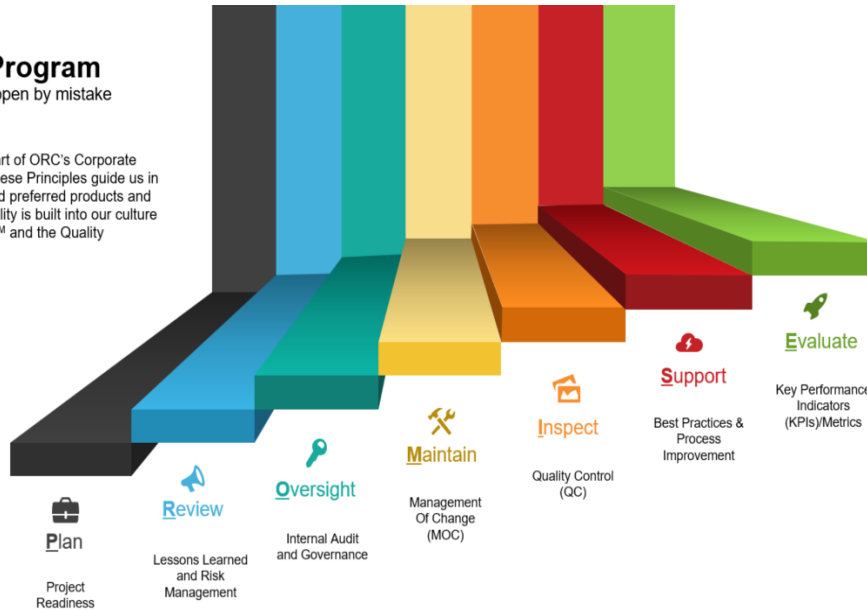 Program
open by mistake
art of ORC's Corporate
ese Principles guide us in
d preferred products and
lity is built into our culture
and the Quality
Evaluate
Key Performance
Indicators
(KPIs)/Metrics
Support
Best Practices &
Process
Improvement
Inspect
Quality Control
(QC)
Maintain
Management
Of Change
(MOC)
Oversight
Internal Audit
and Governance
Review
Lessons Learned
and Risk
Management
Plan
Project
Readiness